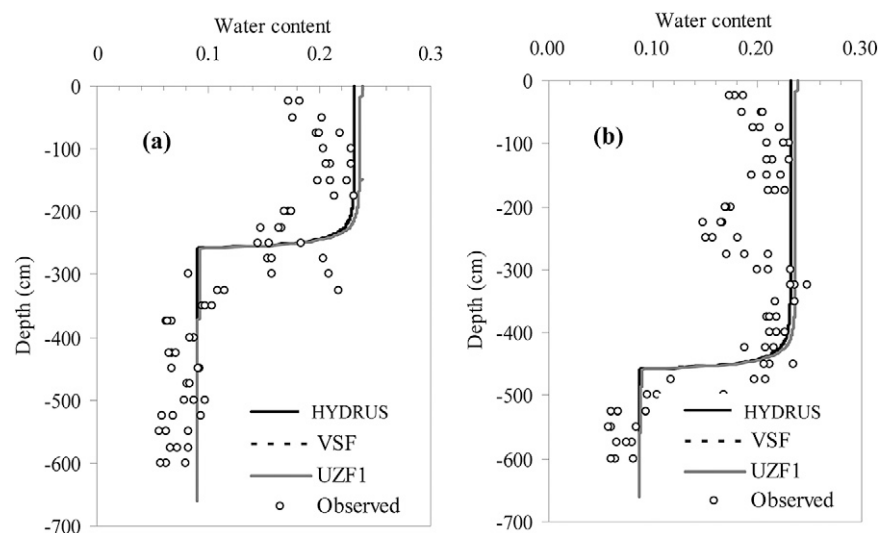 Water content
0 0.1 0.2 0.3
0
-100
-200
-300
-400
-500
-600
-700
Depth (cm)
(a)
HYDRUS
VSF
UZF1
Observed
Water content
0.00 0.10 0.20 0.30
0
-100
-200
-300
-400
-500
-600
-700
Depth (cm)
(b)
HYDRUS
VSF
UZF1
Observed